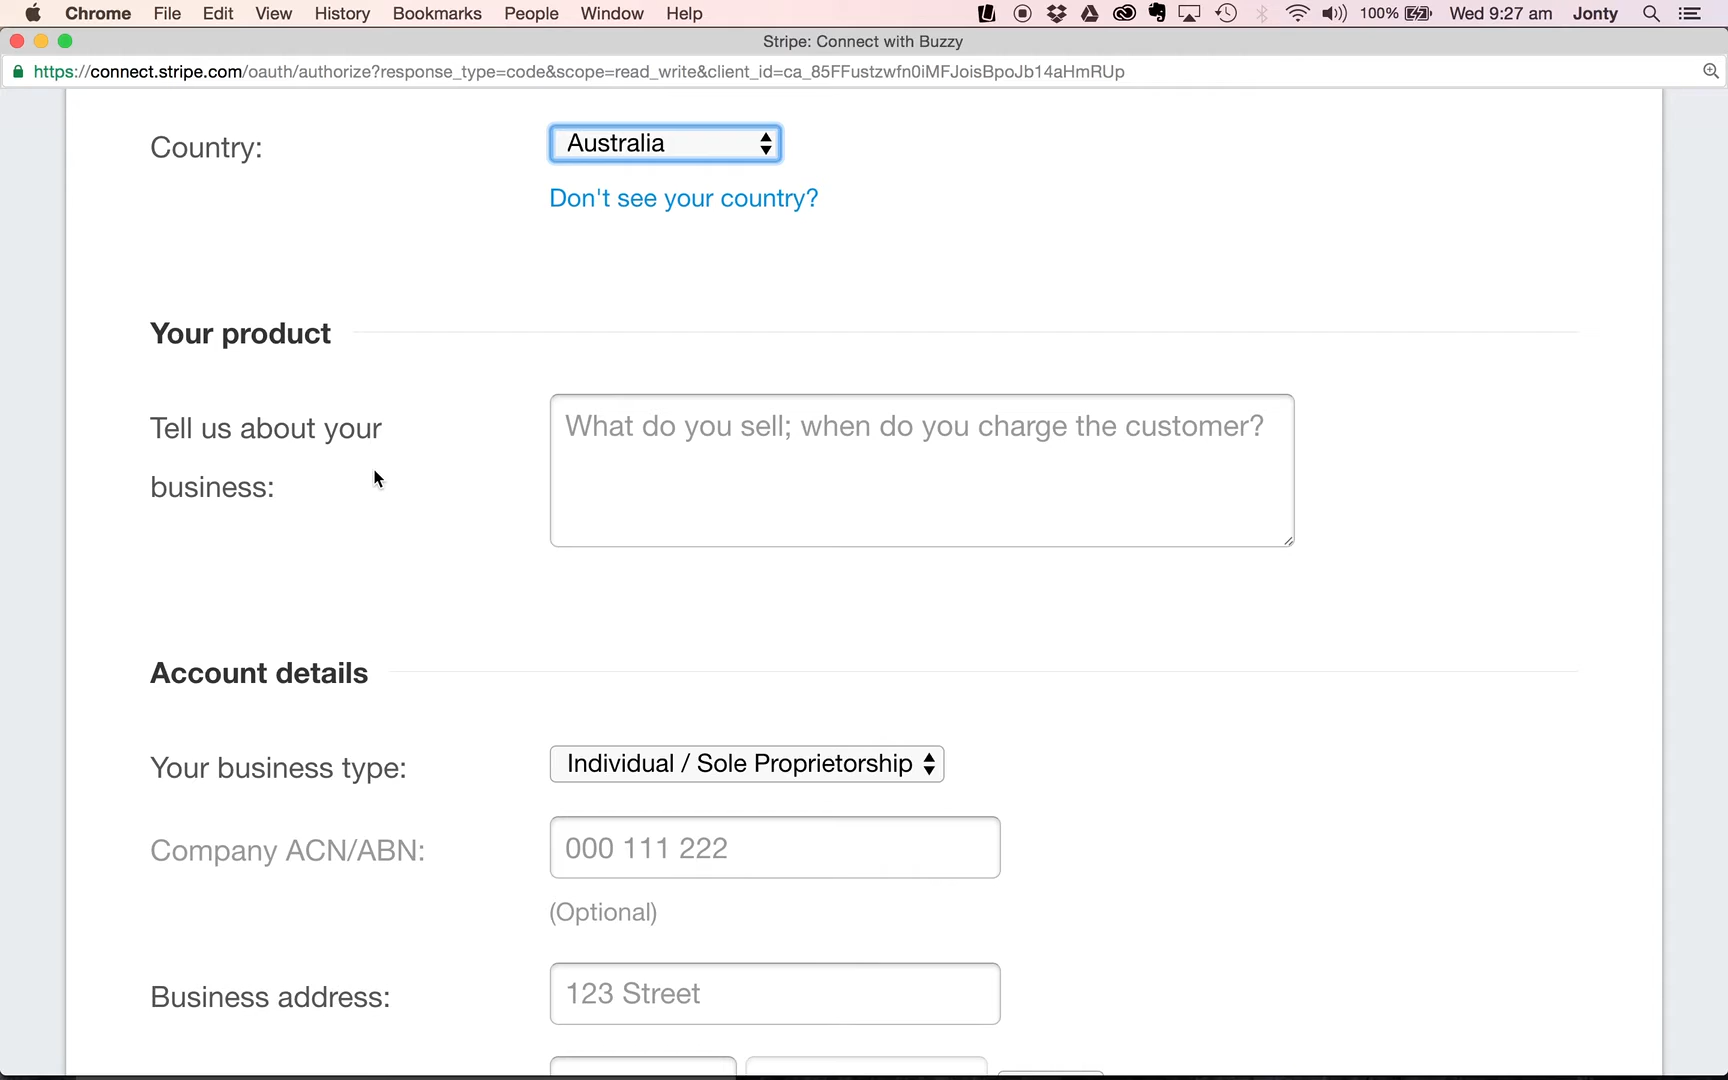 Chrome File Edit View History Bookmarks People Window Help 100% Wed 9:27 am Jonty
Stripe: Connect with Buzzy
https://connect.stripe.com/oauth/authorize?response_type=code&scope=read_write&client_id=ca_85FFustzwfn0iMFJoisBpoJb14aHmRUp
Country: Australia
Don't see your country?
Your product
Tell us about your
business:
What do you sell; when do you charge the customer?
Account details
Your business type: Individual / Sole Proprietorship
Company ACN/ABN: 000 111 222
(Optional)
Business address: 123 Street